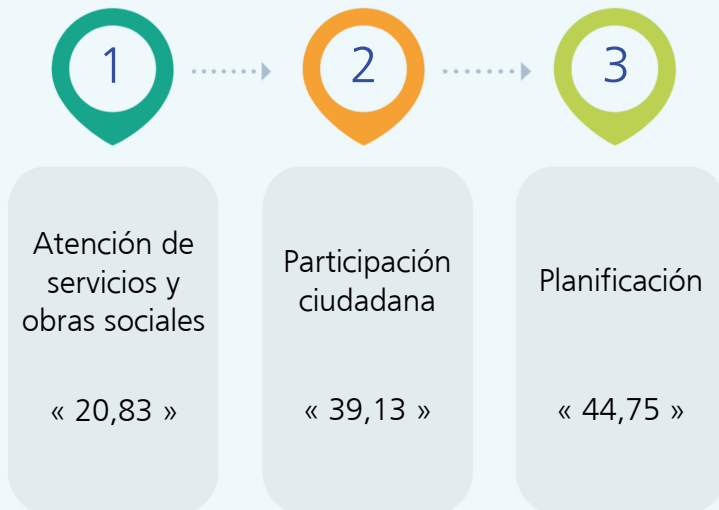 1
2
3
Atención de
servicios y
obras sociales
« 20,83 »
Participación
ciudadana
« 39,13 »
Planificación
« 44,75 »